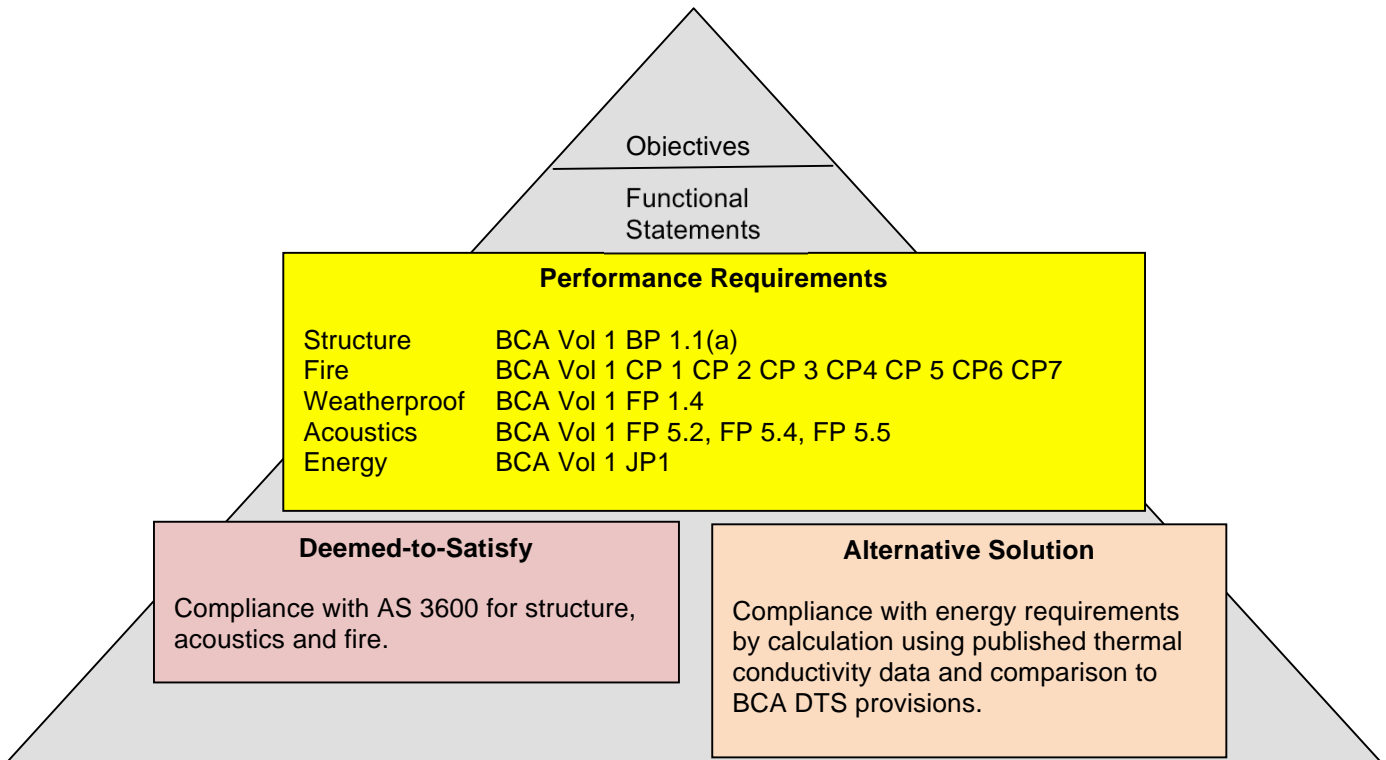 Objectives
Functional
Statements
Performance Requirements
Structure BCA Vol 1 BP 1.1(a)
Fire BCA Vol 1 CP 1 CP 2 CP 3 CP4 CP 5 CP6 CP7
Weatherproof BCA Vol 1 FP 1.4
Acoustics BCA Vol 1 FP 5.2, FP 5.4, FP 5.5
Energy BCA Vol 1 JP1
Deemed-to-Satisfy
Compliance with AS 3600 for structure,
acoustics and fire.
Alternative Solution
Compliance with energy requirements
by calculation using published thermal
conductivity data and comparison to
BCA DTS provisions.